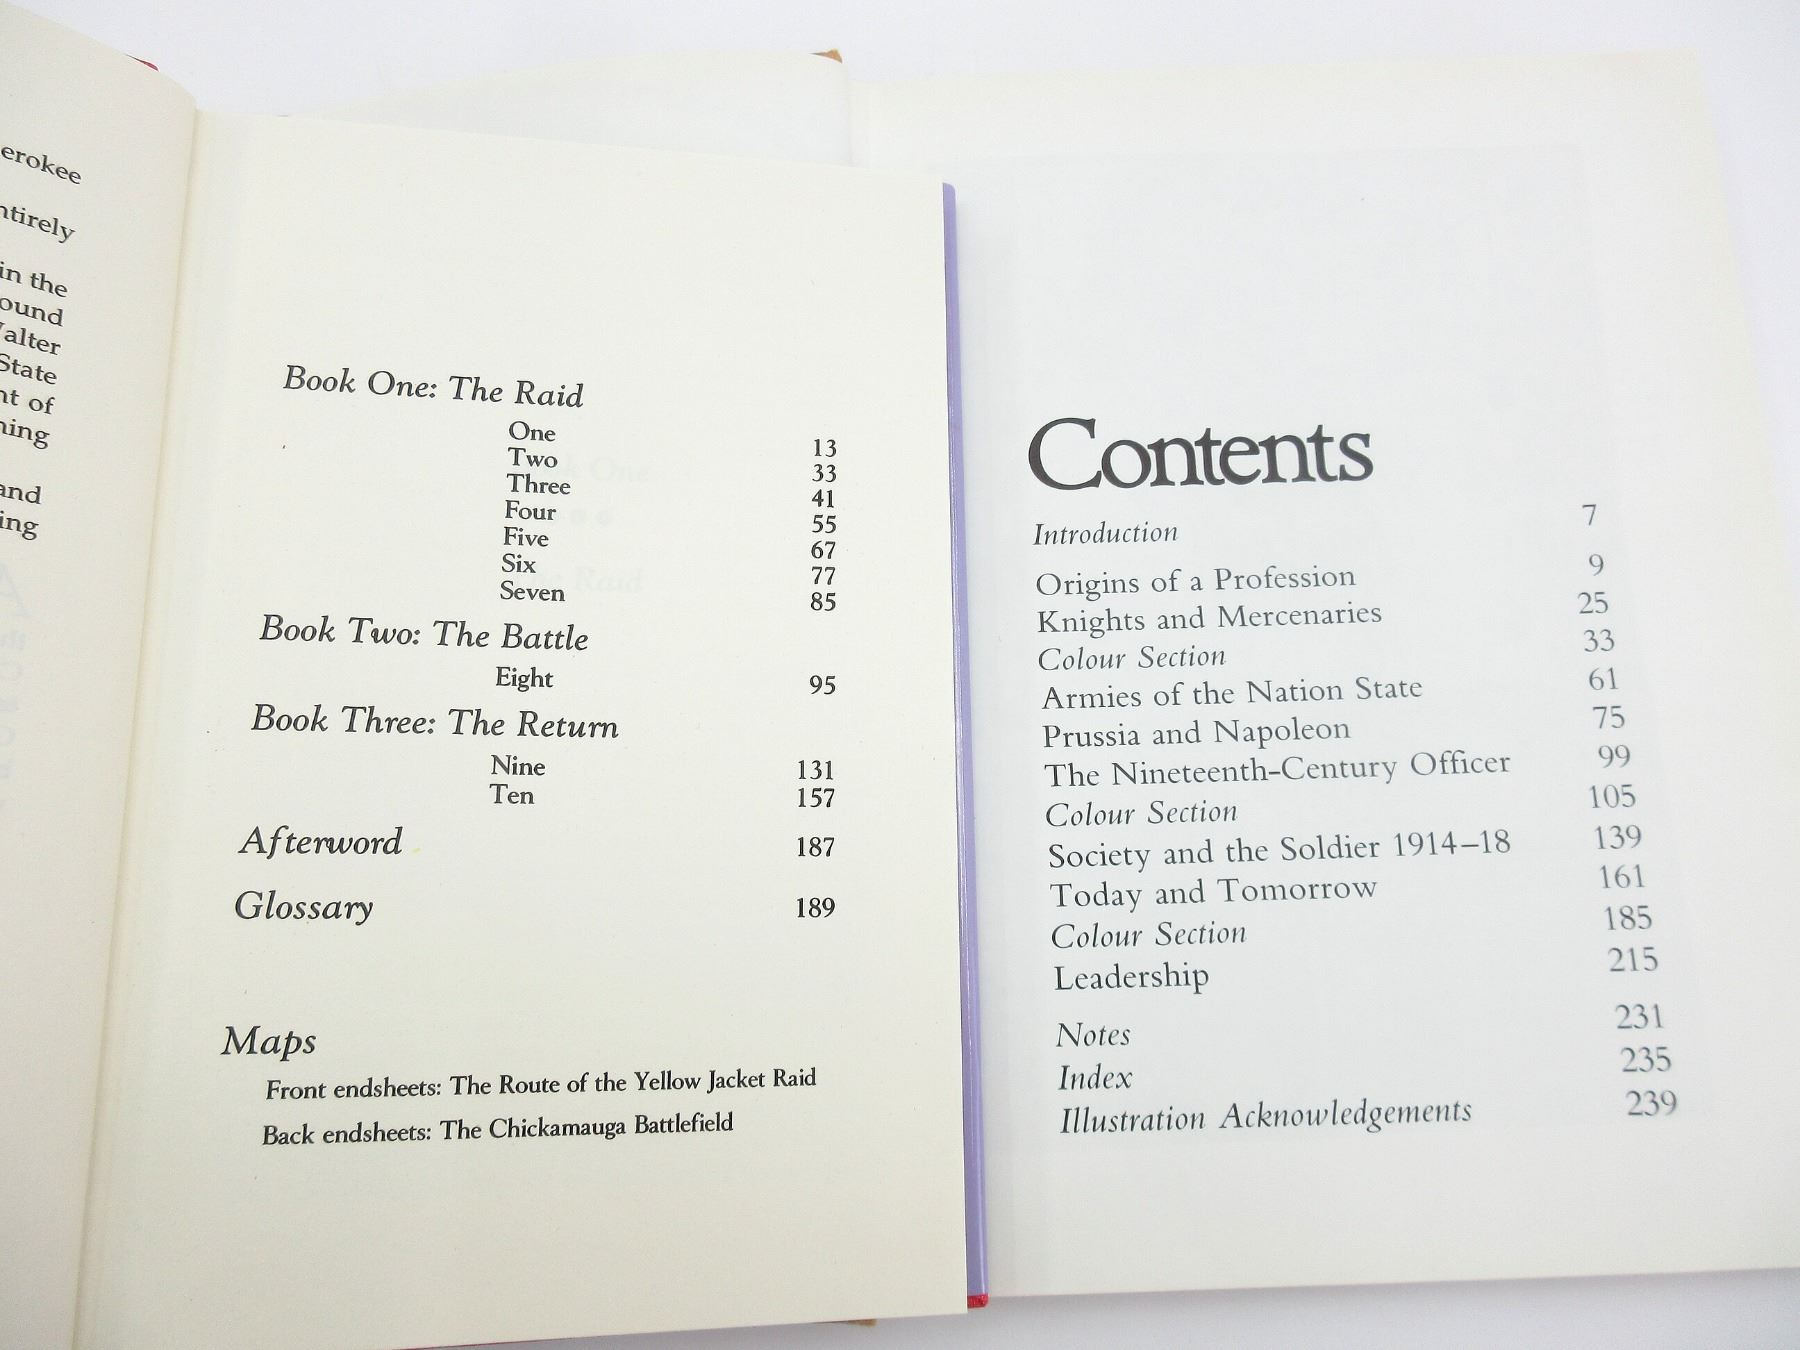 erokee
ntirely
in the
ound
alter
State
nt of
ning
and
ing
Book One: The Raid
One 13
Two 33
Three 41
Four 55
Five 67
Six 77
Seven 85
Book Two: The Battle
Eight 95
Book Three: The Return
Nine 131
Ten 157
Afterword 187
Glossary 189
Maps
Front endsheets: The Route of the Yellow Jacket Raid
Back endsheets: The Chickamauga Battlefield
Contents
Introduction 7
Origins of a Profession 9
Knights and Mercenaries 25
Colour Section 33
Armies of the Nation State 61
Prussia and Napoleon 75
The Nineteenth-Century Officer 99
Colour Section 105
Society and the Soldier 1914–18 139
Today and Tomorrow 161
Colour Section 185
Leadership 215
Notes 231
Index 235
Illustration Acknowledgements 239